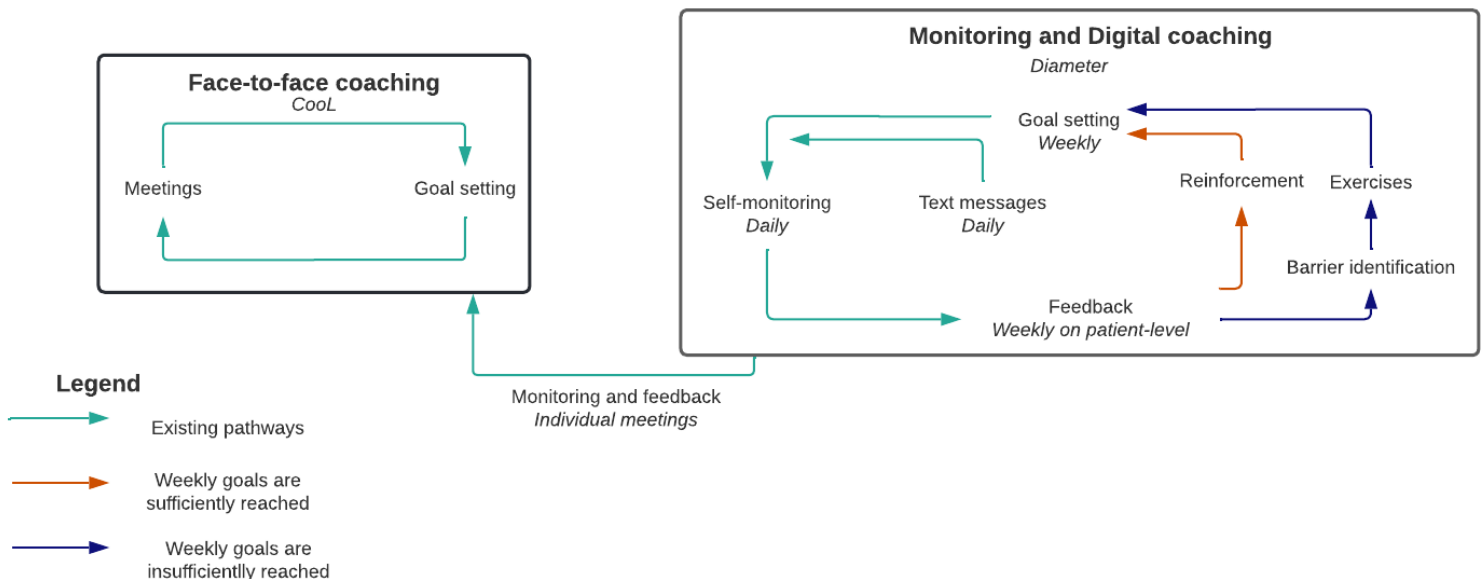 Face-to-face coaching
CooL
Meetings
Goal setting
Monitoring and Digital coaching
Diameter
Goal setting
Weekly
Reinforcement
Exercises
Self-monitoring
Daily
Text messages
Daily
Barrier identification
Feedback
Weekly on patient-level
Monitoring and feedback
Individual meetings
Legend
Existing pathways
Weekly goals are
sufficiently reached
Weekly goals are
insufficientlly reached